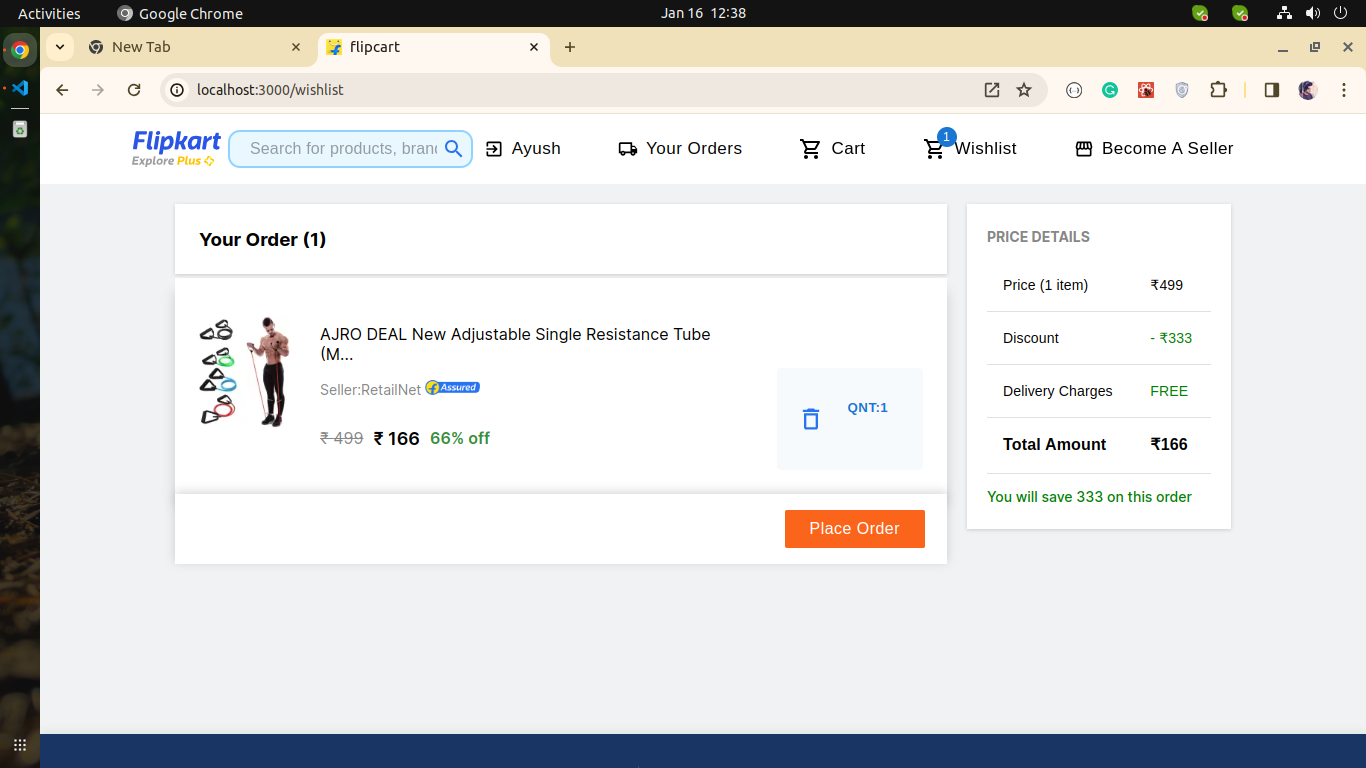 Activities
Google Chrome
Jan 16 12:38
New Tab
flipcart
localhost:3000/wishlist
Flipkart
Explore Plus
Search for products, branc
Ayush
Your Orders
Cart
1
Wishlist
Become A Seller
Your Order (1)
AJRO DEAL New Adjustable Single Resistance Tube
(M...
Seller:RetailNet
Assured
₹ 499 ₹ 166 66% off
QNT:1
Place Order
PRICE DETAILS
Price (1 item) ₹499
Discount - ₹333
Delivery Charges FREE
Total Amount ₹166
You will save 333 on this order